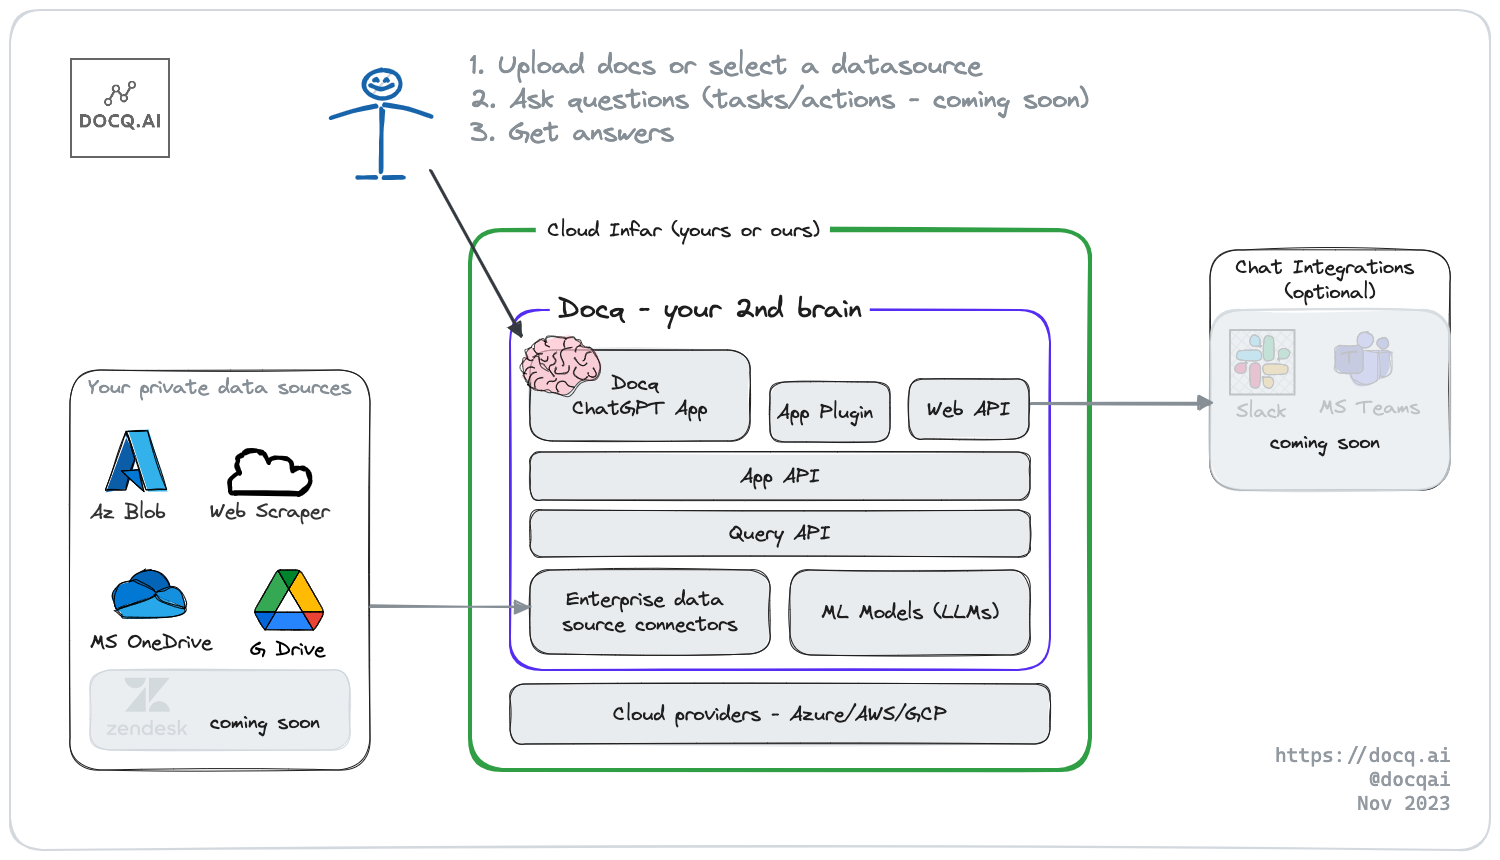 DOCQ.AI
1. Upload docs or select a datasource
2. Ask questions (tasks/actions - coming soon)
3. Get answers
Cloud Infar (yours or ours)
Docq - your 2nd brain
Docq
ChatGPT App
App Plugin
Web API
App API
Query API
Enterprise data
source connectors
ML Models (LLMs)
Cloud providers - Azure/AWS/GCP
Your private data sources
Az Blob
Web Scraper
MS OneDrive
G Drive
zendesk
coming soon
Chat Integrations
(optional)
Slack
MS Teams
coming soon
https://docq.ai
@docqai
Nov 2023